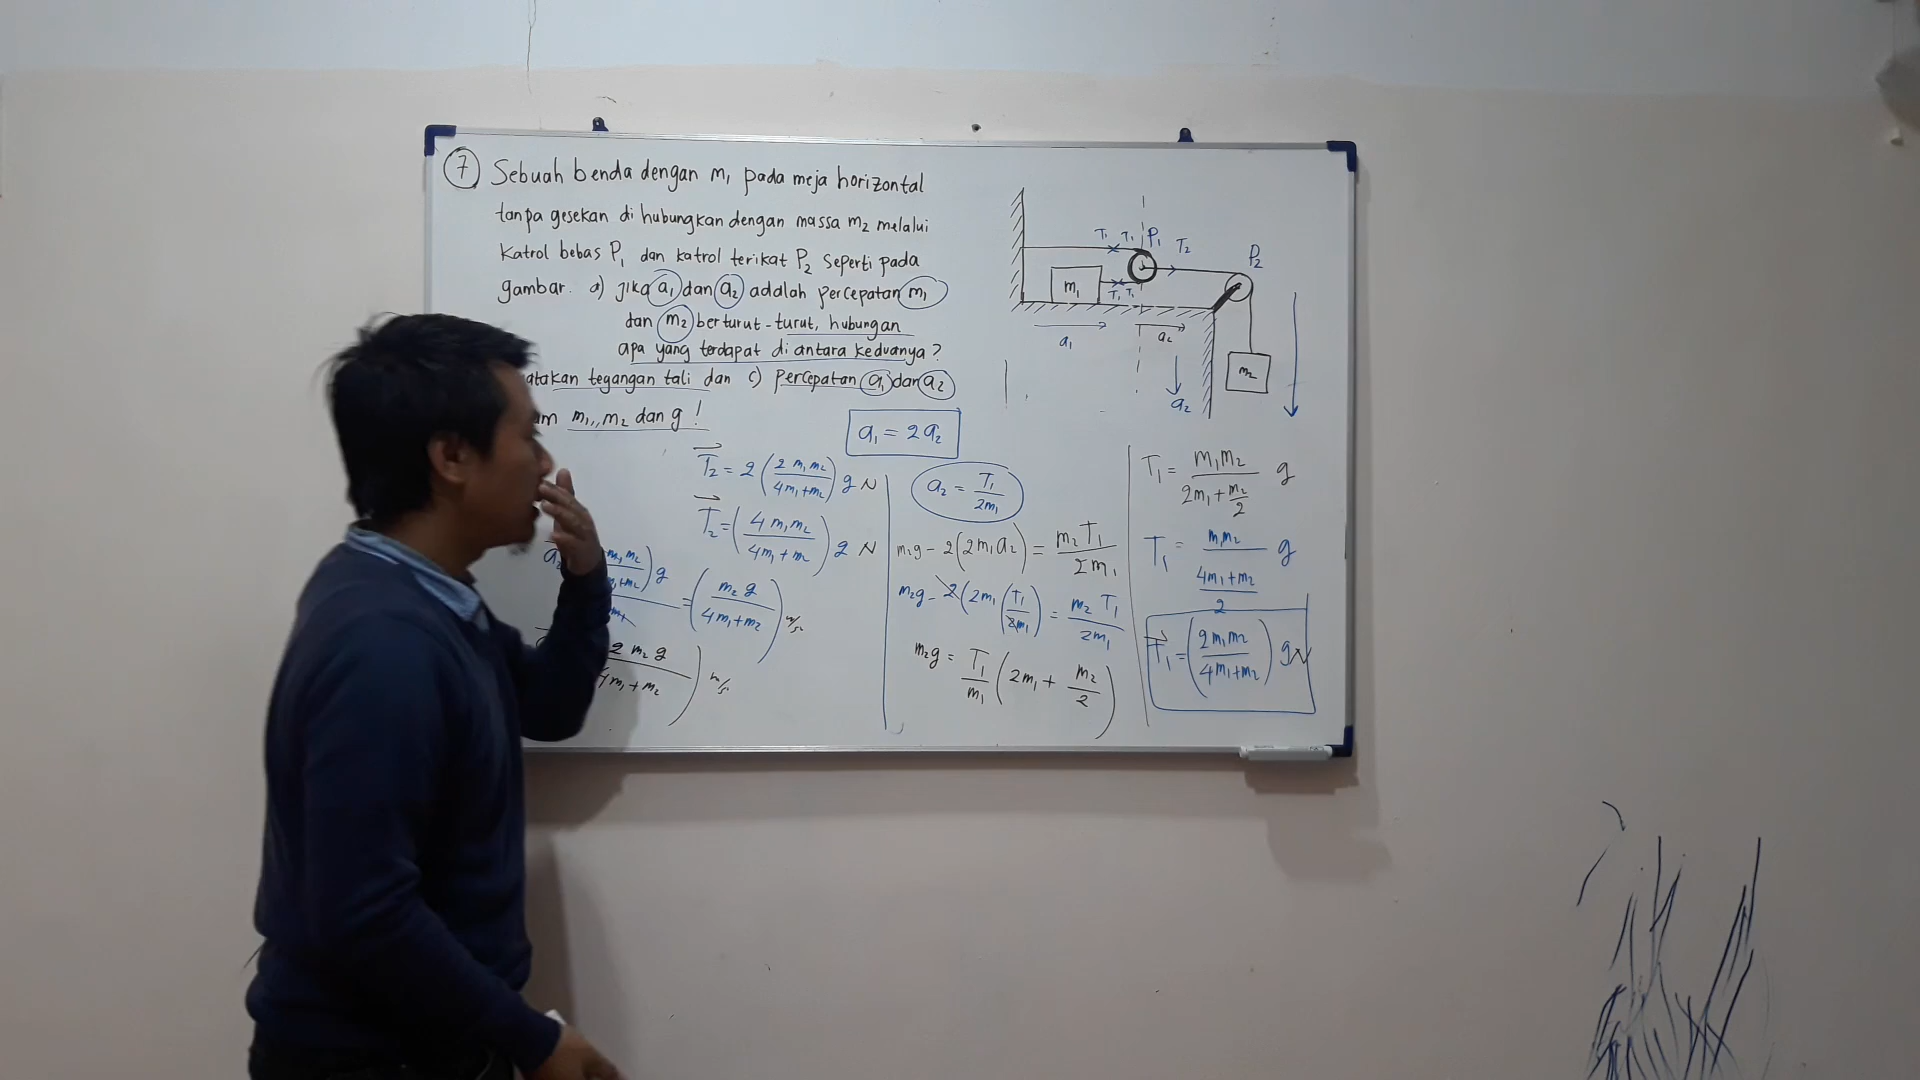 7 Sebuah benda dengan m₁ pada meja horizontal
tanpa gesekan di hubungkan dengan massa m₂ melalui
Katrol bebas P₁ dan katrol terikat P₂ seperti pada
gambar. a) jika a₁ dan a₂ adalah percepatan m₁
dan m₂ berturut-turut, hubungan
apa yang terdapat di antara keduanya?
atakan tegangan tali dan c) percepatan a₁ dan a₂
m₁, m₂ dan g!
a₁ = 2a₂
T₂ = 2 (2 m₁m₂ / 4m₁+m₂) g N
T₂ = (4 m₁m₂ / 4m₁+m₂) g N
= (m₂ g / 4m₁+m₂) m/s²
2 m₂ g / 4m₁+m₂) m/s²
a₂ = T₁ / 2m₁
m₂g - 2(2m₁a₂) = m₂T₁ / 2m₁
m₂g - 2(2m₁(T₁ / 2m₁)) = m₂ T₁ / 2m₁
m₂g = T₁ / m₁ (2m₁ + m₂ / 2)
T₁ T₁ P₁ T₂ P₂
m₁ T₁ T₁
a₁ a₂
m₂
a₂
T₁ = m₁m₂ / (2m₁ + m₂/2) g
T₁ = m₁m₂ / ((4m₁+m₂) / 2) g
T₁ = (2m₁m₂ / 4m₁+m₂) g N